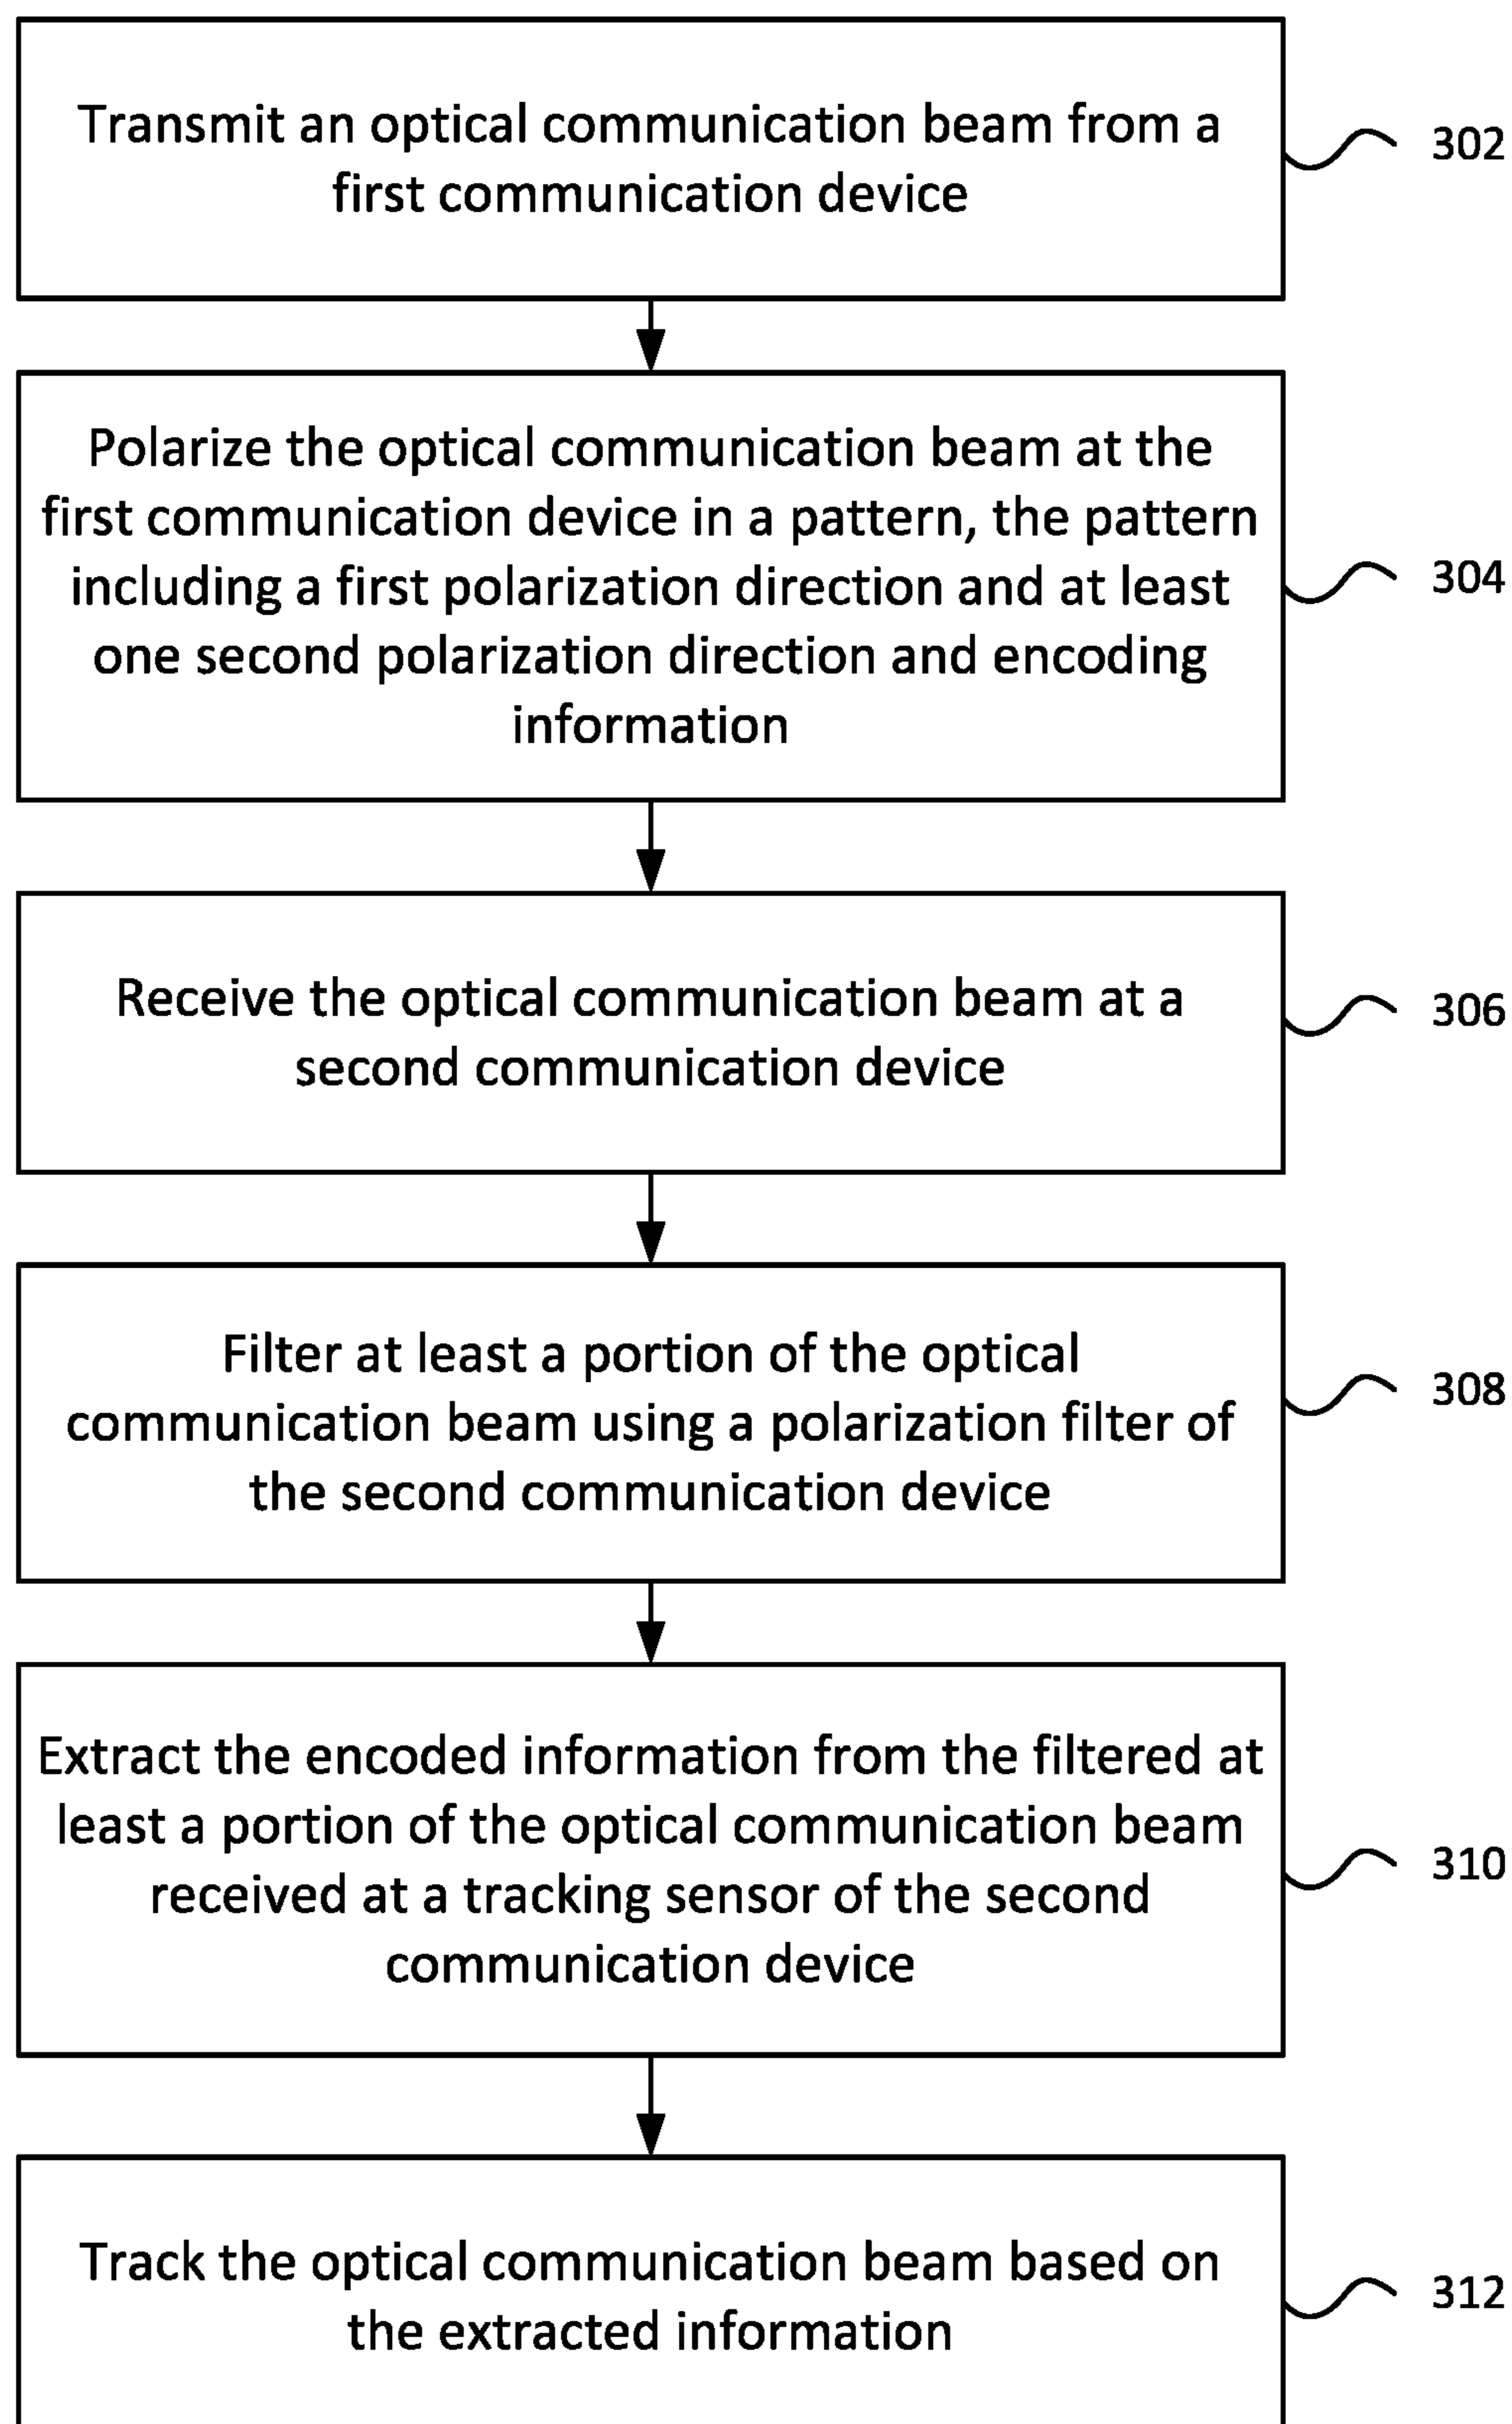 Transmit an optical communication beam from a
first communication device
302
Polarize the optical communication beam at the
first communication device in a pattern, the pattern
including a first polarization direction and at least
one second polarization direction and encoding
information
304
Receive the optical communication beam at a
second communication device
306
Filter at least a portion of the optical
communication beam using a polarization filter of
the second communication device
308
Extract the encoded information from the filtered at
least a portion of the optical communication beam
received at a tracking sensor of the second
communication device
310
Track the optical communication beam based on
the extracted information
312